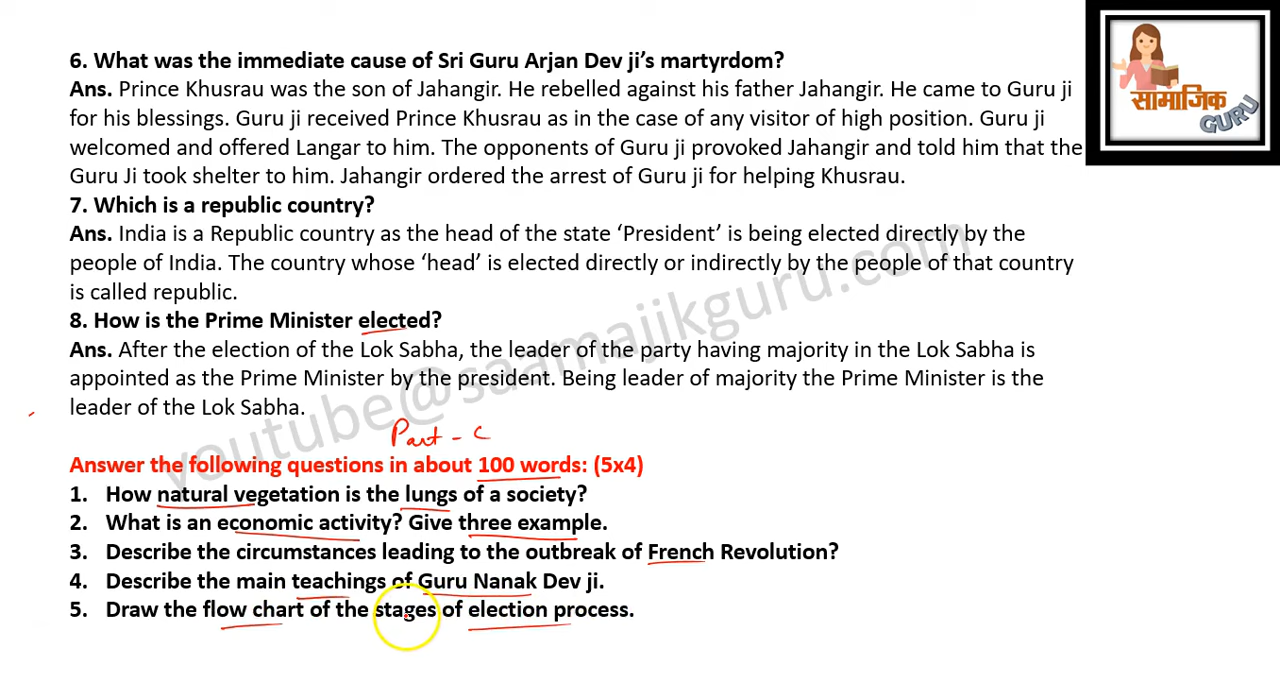 6. What was the immediate cause of Sri Guru Arjan Dev ji’s martyrdom?
Ans. Prince Khusrau was the son of Jahangir. He rebelled against his father Jahangir. He came to Guru ji
for his blessings. Guru ji received Prince Khusrau as in the case of any visitor of high position. Guru ji
welcomed and offered Langar to him. The opponents of Guru ji provoked Jahangir and told him that the
Guru Ji took shelter to him. Jahangir ordered the arrest of Guru ji for helping Khusrau.
7. Which is a republic country?
Ans. India is a Republic country as the head of the state ‘President’ is being elected directly by the
people of India. The country whose ‘head’ is elected directly or indirectly by the people of that country
is called republic.
8. How is the Prime Minister elected?
Ans. After the election of the Lok Sabha, the leader of the party having majority in the Lok Sabha is
appointed as the Prime Minister by the president. Being leader of majority the Prime Minister is the
leader of the Lok Sabha.
Part - C
Answer the following questions in about 100 words: (5x4)
1. How natural vegetation is the lungs of a society?
2. What is an economic activity? Give three example.
3. Describe the circumstances leading to the outbreak of French Revolution?
4. Describe the main teachings of Guru Nanak Dev ji.
5. Draw the flow chart of the stages of election process.
सामाजिक
GURU
youtube@saamajikguru.com